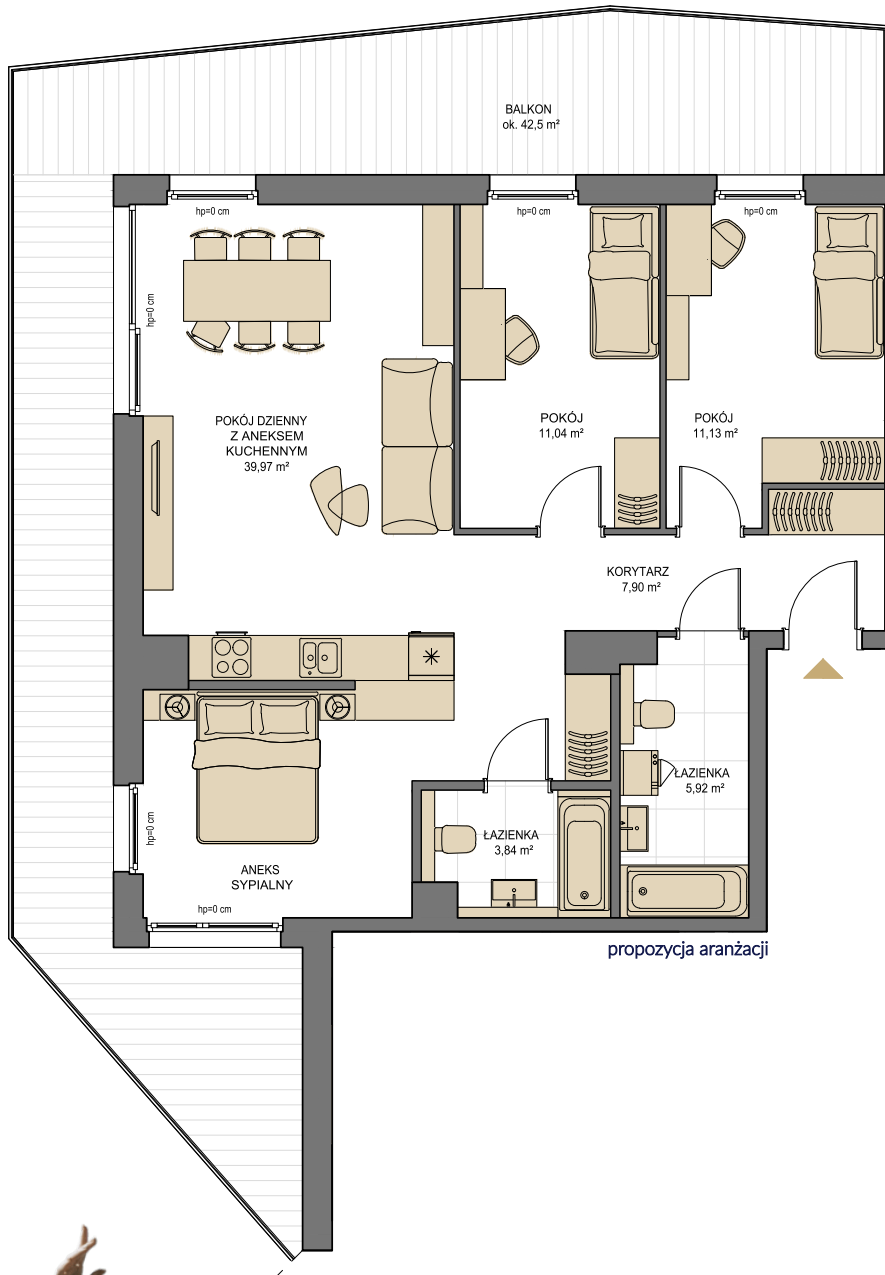 BALKON
ok. 42,5 m²
hp=0 cm
hp=0 cm
hp=0 cm
hp=0 cm
POKÓJ DZIENNY
Z ANEKSEM
KUCHENNYM
39,97 m²
POKÓJ
11,04 m²
POKÓJ
11,13 m²
KORYTARZ
7,90 m²
ŁAZIENKA
5,92 m²
ŁAZIENKA
3,84 m²
hp=0 cm
ANEKS
SYPIALNY
hp=0 cm
propozycja aranżacji